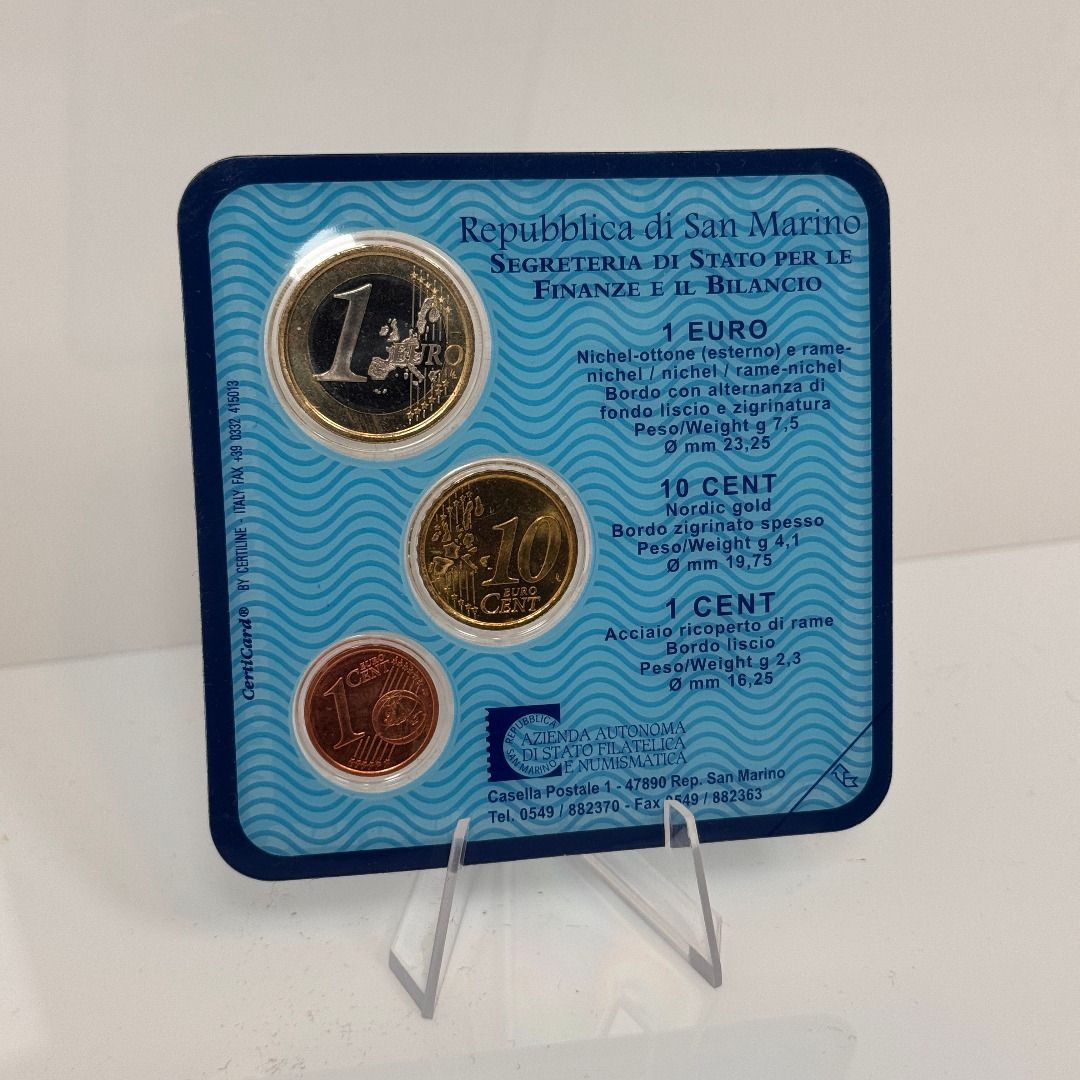 Repubblica di San Marino
SEGRETERIA DI STATO PER LE
FINANZE E IL BILANCIO
1 EURO
Nichel-ottone (esterno) e rame-
nichel / nichel / rame-nichel
Bordo con alternanza di
fondo liscio e zigrinatura
Peso/Weight g 7,5
Ø mm 23,25
10 CENT
Nordic gold
Bordo zigrinato spesso
Peso/Weight g 4,1
Ø mm 19,75
1 CENT
Acciaio ricoperto di rame
Bordo liscio
Peso/Weight g 2,3
Ø mm 16,25
REPUBBLICA
SAN MARINO
AZIENDA AUTONOMA
DI STATO FILATELICA
E NUMISMATICA
Casella Postale 1 - 47890 Rep. San Marino
Tel. 0549 / 882370 - Fax 0549 / 882363
CertiCard® BY CERTILINE - ITALY FAX +39 0332 415013
1 EURO
10
EURO
CENT
1
EURO
CENT